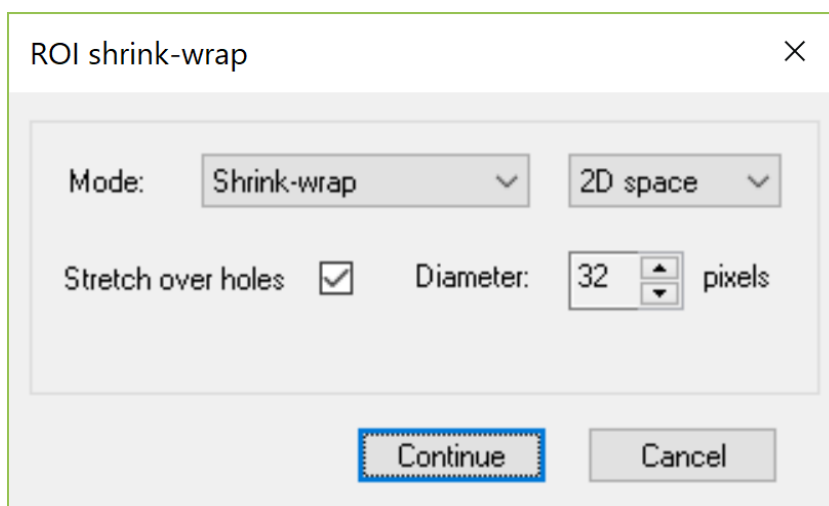 ROI shrink-wrap
Mode: Shrink-wrap 2D space
Stretch over holes Diameter: 32 pixels
Continue Cancel